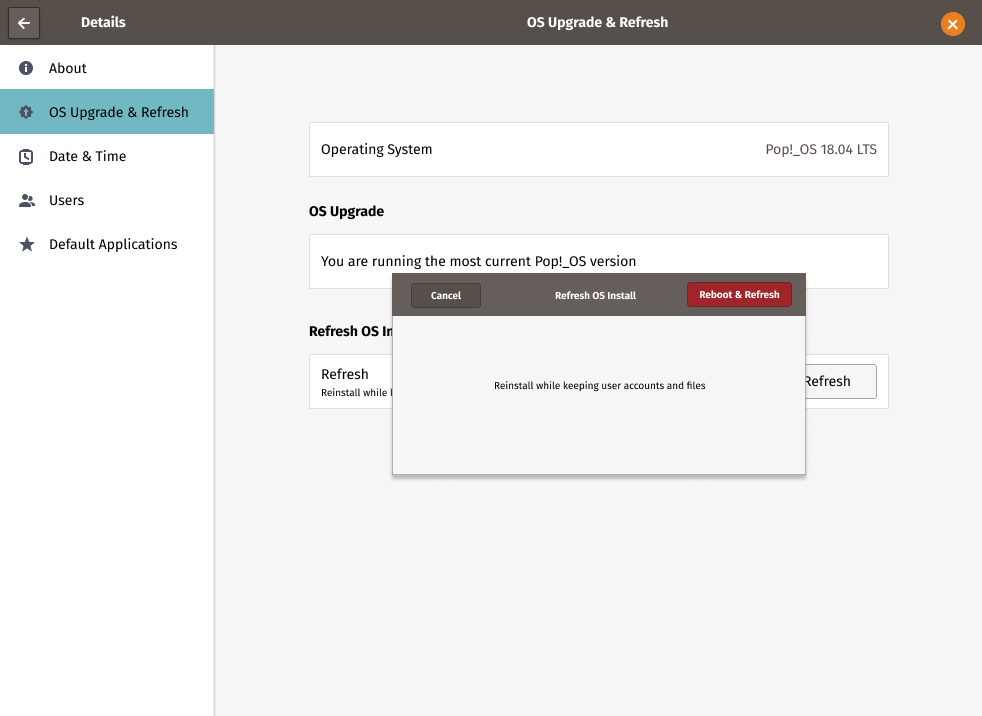 Details
OS Upgrade & Refresh
About
OS Upgrade & Refresh
Date & Time
Users
Default Applications
Operating System
Pop!_OS 18.04 LTS
OS Upgrade
You are running the most current Pop!_OS version
Cancel
Refresh OS Install
Reboot & Refresh
Reinstall while keeping user accounts and files
Refresh OS In
Refresh
Reinstall while
Refresh